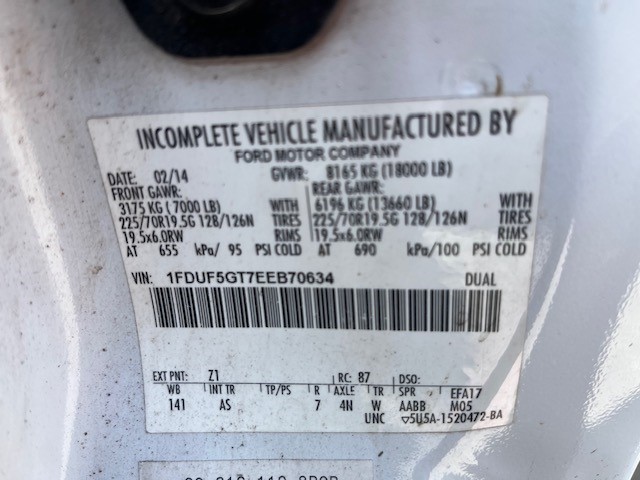 INCOMPLETE VEHICLE MANUFACTURED BY
FORD MOTOR COMPANY
DATE: 02/14 GVWR: 8165 KG (18000 LB)
FRONT GAWR: REAR GAWR:
3175 KG (7000 LB) WITH 6196 KG (13660 LB) WITH
225/70R19.5G 128/126N TIRES 225/70R19.5G 128/126N TIRES
19.5x6.0RW RIMS 19.5x6.0RW RIMS
AT 655 kPa/ 95 PSI COLD AT 690 kPa/100 PSI COLD
VIN: 1FDUF5GT7EEB70634 DUAL
EXT PNT: Z1 RC: 87 DSO:
WB INT TR TP/PS R AXLE TR SPR EFA17
141 AS 7 4N W AABB M05
UNC ▽5U5A-1520472-BA